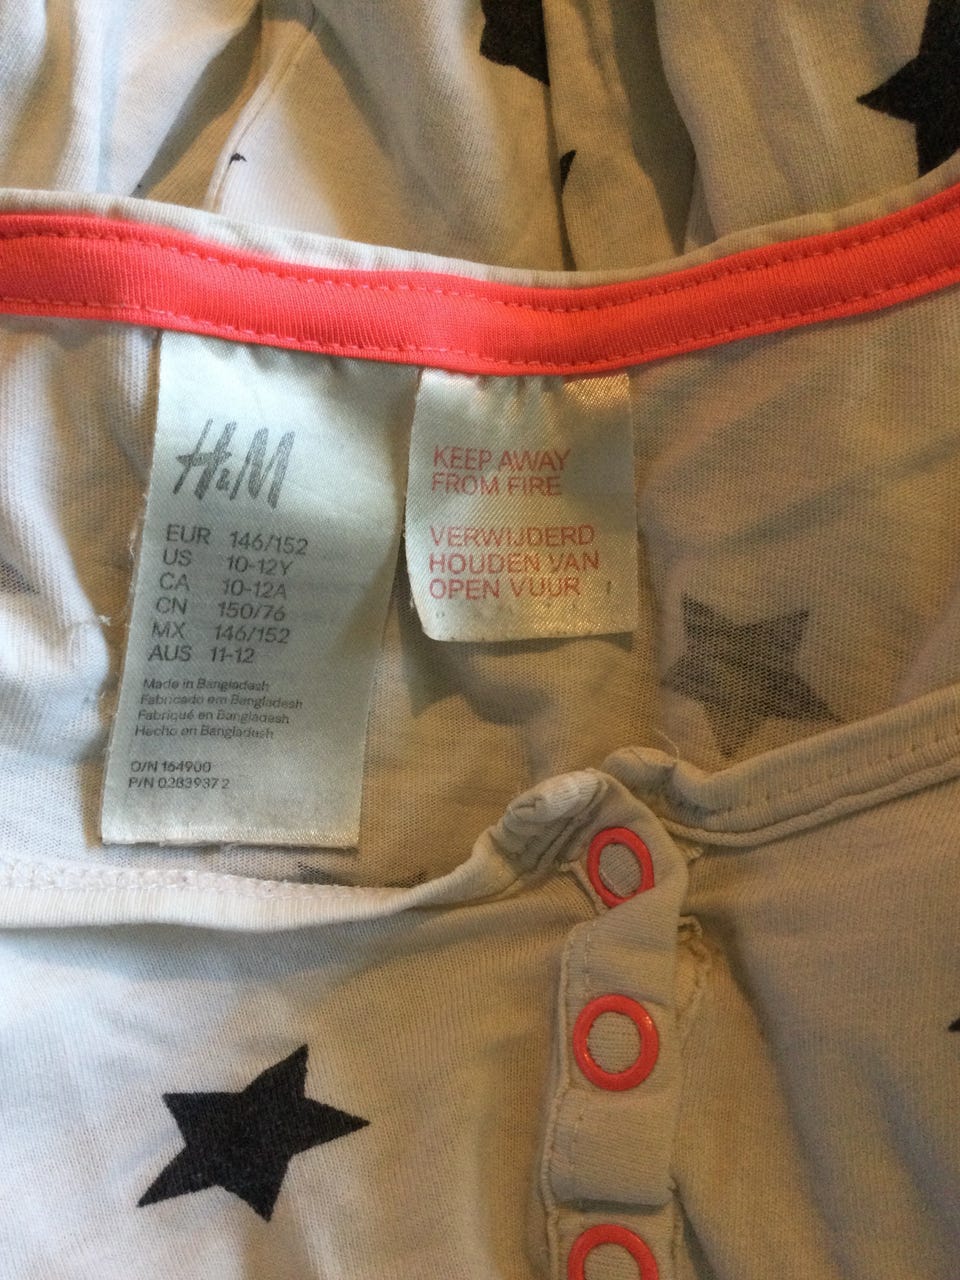 H&M
EUR 146/152
US 10-12Y
CA 10-12A
CN 150/76
MX 146/152
AUS 11-12
Made in Bangladesh
Fabricado em Bangladesh
Fabriqué en Bangladesh
Hecho en Bangladesh
O/N 164900
P/N 0283937 2
KEEP AWAY
FROM FIRE
VERWIJDERD
HOUDEN VAN
OPEN VUUR